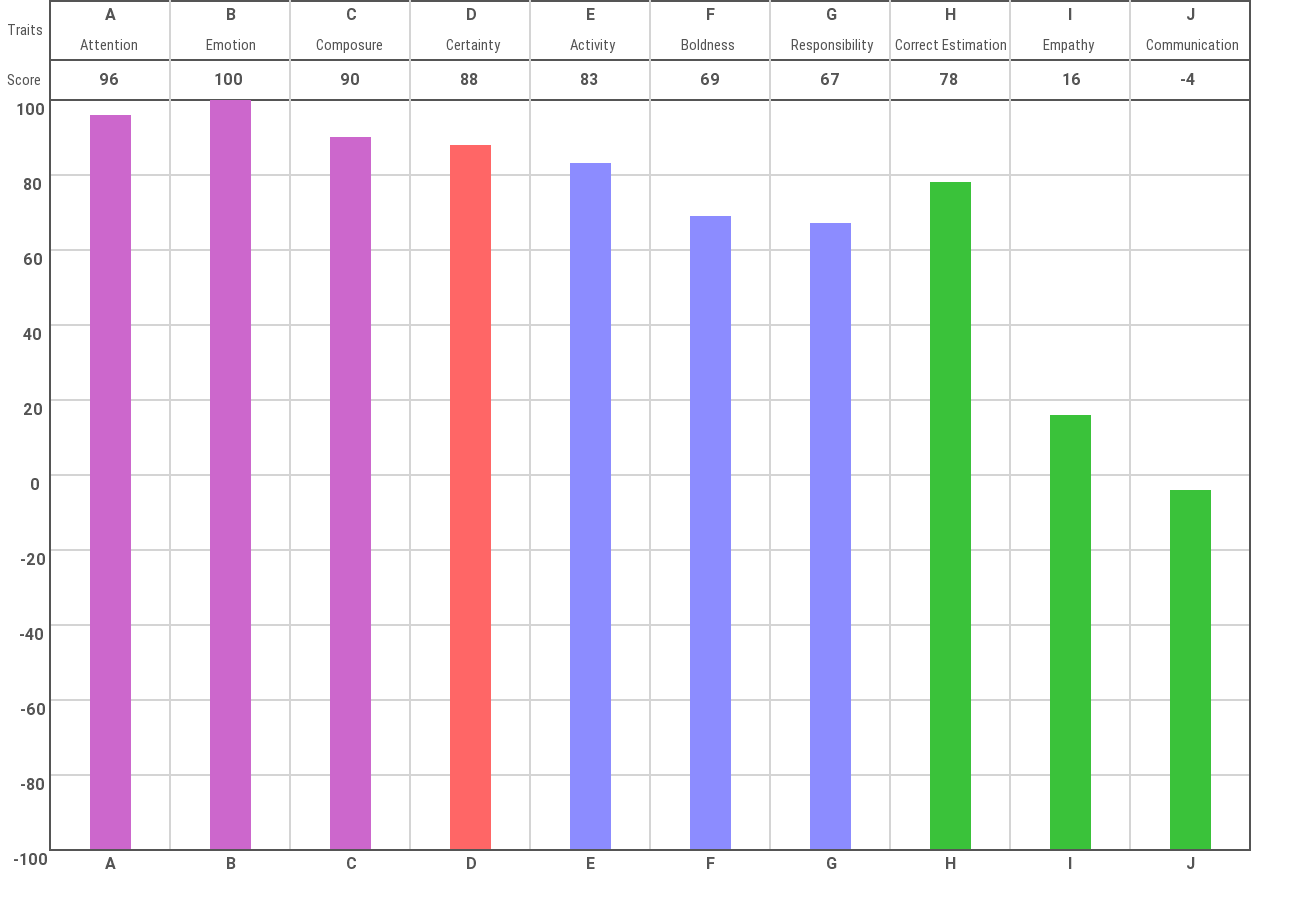 Traits
A B C D E F G H I J
Attention Emotion Composure Certainty Activity Boldness Responsibility Correct Estimation Empathy Communication
Score 96 100 90 88 83 69 67 78 16 -4
100
80
60
40
20
0
-20
-40
-60
-80
-100
A B C D E F G H I J